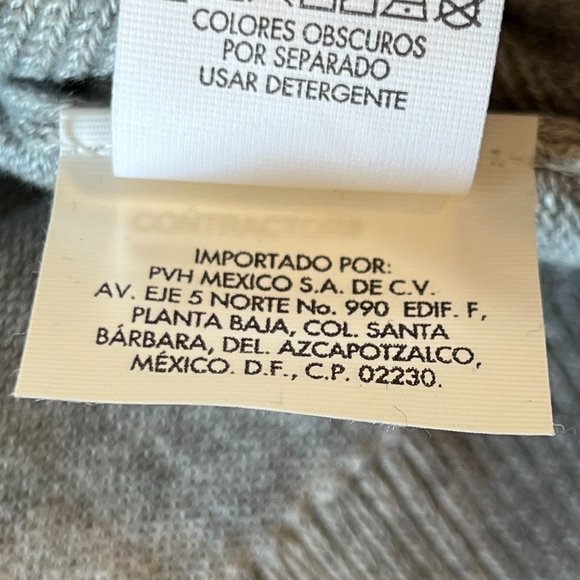 COLORES OBSCUROS
POR SEPARADO
USAR DETERGENTE
IMPORTADO POR:
PVH MEXICO S.A. DE C.V.
AV. EJE 5 NORTE No. 990 EDIF. F,
PLANTA BAJA, COL. SANTA
BÁRBARA, DEL. AZCAPOTZALCO,
MÉXICO. D.F., C.P. 02230.